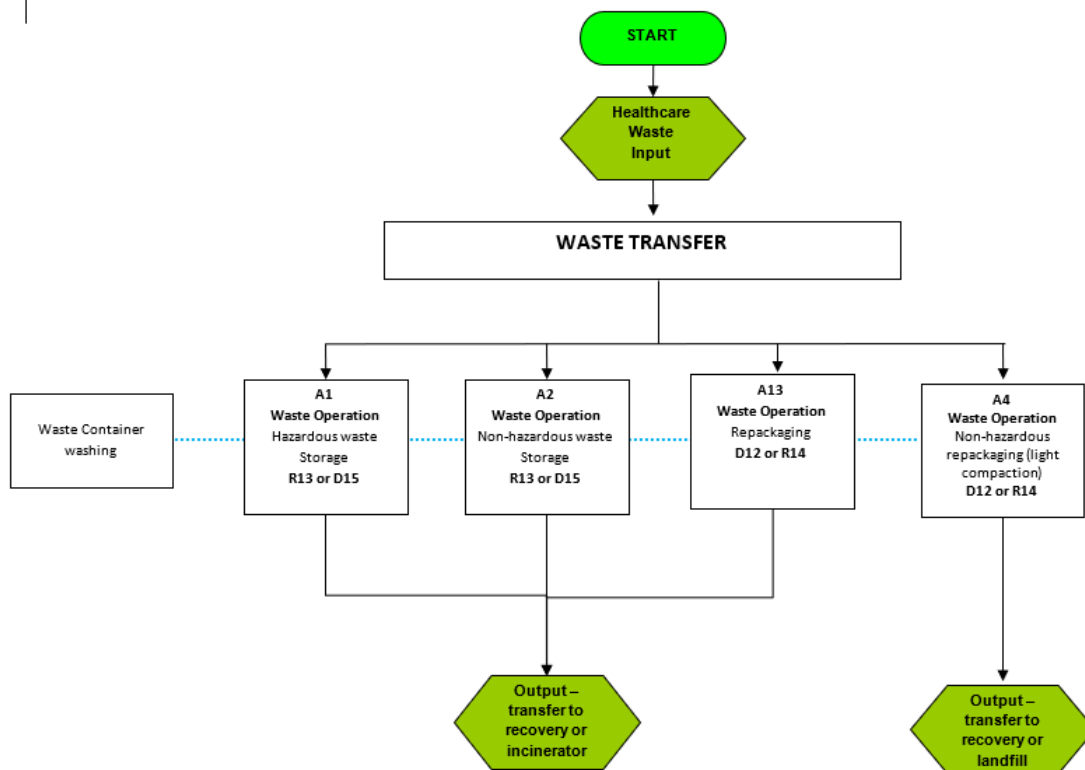 START
Healthcare
Waste
Input
WASTE TRANSFER
Waste Container
washing
A1
Waste Operation
Hazardous waste
Storage
R13 or D15
A2
Waste Operation
Non-hazardous waste
Storage
R13 or D15
A13
Waste Operation
Repackaging
D12 or R14
A4
Waste Operation
Non-hazardous
repackaging (light
compaction)
D12 or R14
Output –
transfer to
recovery or
incinerator
Output –
transfer to
recovery or
landfill